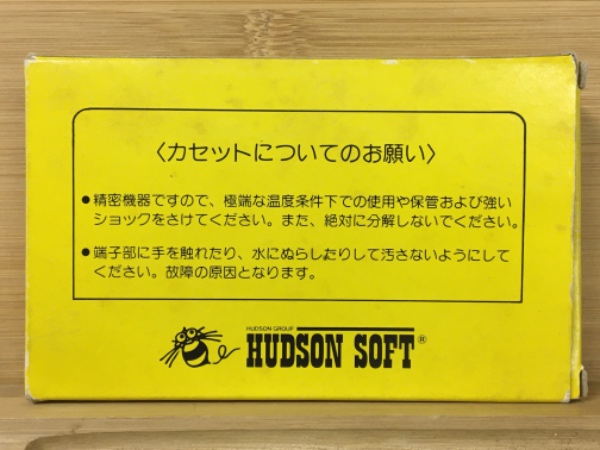 〈カセットについてのお願い〉
●精密機器ですので、極端な温度条件下での使用や保管および強い
ショックをさけてください。また、絶対に分解しないでください。
●端子部に手を触れたり、水にぬらしたりして汚さないようにして
ください。故障の原因となります。
HUDSON GROUP
HUDSON SOFT®